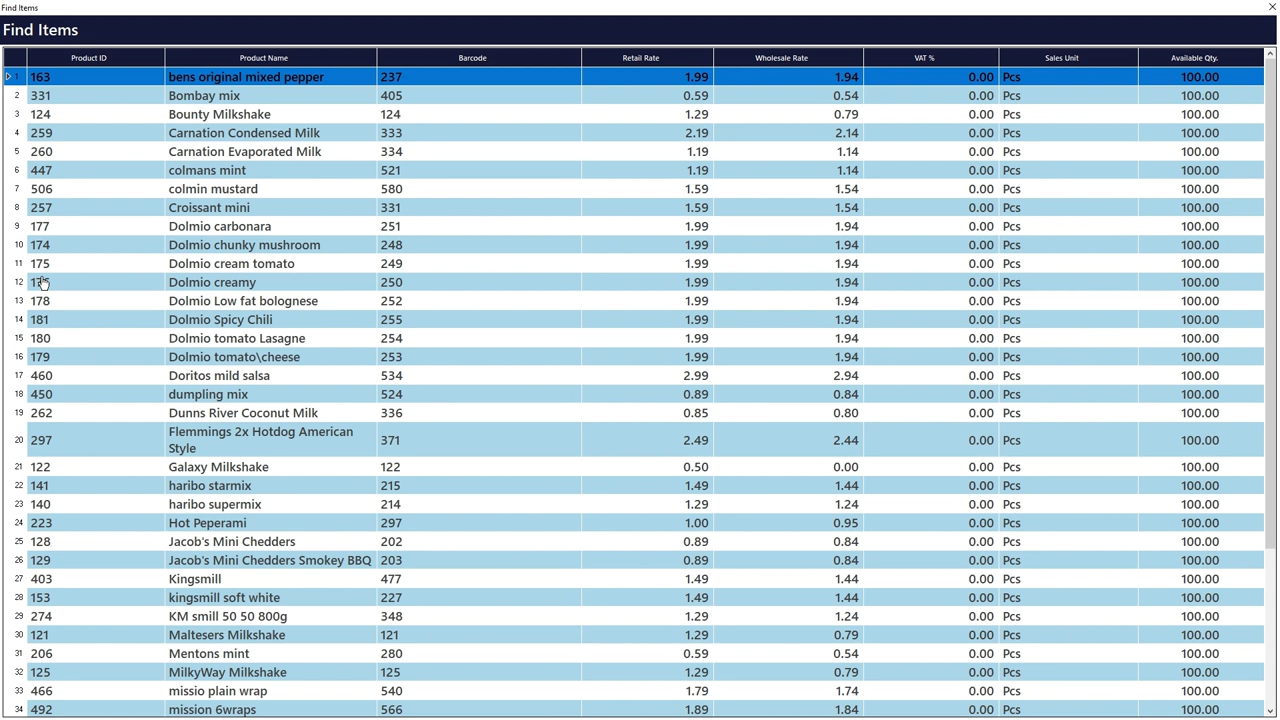 Find Items
Find Items
Product ID Product Name Barcode Retail Rate Wholesale Rate VAT % Sales Unit Available Qty.
1 163 bens original mixed pepper 237 1.99 1.94 0.00 Pcs 100.00
2 331 Bombay mix 405 0.59 0.54 0.00 Pcs 100.00
3 124 Bounty Milkshake 124 1.29 0.79 0.00 Pcs 100.00
4 259 Carnation Condensed Milk 333 2.19 2.14 0.00 Pcs 100.00
5 260 Carnation Evaporated Milk 334 1.19 1.14 0.00 Pcs 100.00
6 447 colmans mint 521 1.19 1.14 0.00 Pcs 100.00
7 506 colmin mustard 580 1.59 1.54 0.00 Pcs 100.00
8 257 Croissant mini 331 1.59 1.54 0.00 Pcs 100.00
9 177 Dolmio carbonara 251 1.99 1.94 0.00 Pcs 100.00
10 174 Dolmio chunky mushroom 248 1.99 1.94 0.00 Pcs 100.00
11 175 Dolmio cream tomato 249 1.99 1.94 0.00 Pcs 100.00
12 Dolmio creamy 250 1.99 1.94 0.00 Pcs 100.00
13 178 Dolmio Low fat bolognese 252 1.99 1.94 0.00 Pcs 100.00
14 181 Dolmio Spicy Chili 255 1.99 1.94 0.00 Pcs 100.00
15 180 Dolmio tomato Lasagne 254 1.99 1.94 0.00 Pcs 100.00
16 179 Dolmio tomato\cheese 253 1.99 1.94 0.00 Pcs 100.00
17 460 Doritos mild salsa 534 2.99 2.94 0.00 Pcs 100.00
18 450 dumpling mix 524 0.89 0.84 0.00 Pcs 100.00
19 262 Dunns River Coconut Milk 336 0.85 0.80 0.00 Pcs 100.00
20 297 Flemmings 2x Hotdog American 371 2.49 2.44 0.00 Pcs 100.00
Style
21 122 Galaxy Milkshake 122 0.50 0.00 0.00 Pcs 100.00
22 141 haribo starmix 215 1.49 1.44 0.00 Pcs 100.00
23 140 haribo supermix 214 1.29 1.24 0.00 Pcs 100.00
24 223 Hot Peperami 297 1.00 0.95 0.00 Pcs 100.00
25 128 Jacob's Mini Chedders 202 0.89 0.84 0.00 Pcs 100.00
26 129 Jacob's Mini Chedders Smokey BBQ 203 0.89 0.84 0.00 Pcs 100.00
27 403 Kingsmill 477 1.49 1.44 0.00 Pcs 100.00
28 153 kingsmill soft white 227 1.49 1.44 0.00 Pcs 100.00
29 274 KM smill 50 50 800g 348 1.29 1.24 0.00 Pcs 100.00
30 121 Maltesers Milkshake 121 1.29 0.79 0.00 Pcs 100.00
31 206 Mentons mint 280 0.59 0.54 0.00 Pcs 100.00
32 125 MilkyWay Milkshake 125 1.29 0.79 0.00 Pcs 100.00
33 466 missio plain wrap 540 1.79 1.74 0.00 Pcs 100.00
34 492 mission 6wraps 566 1.89 1.84 0.00 Pcs 100.00